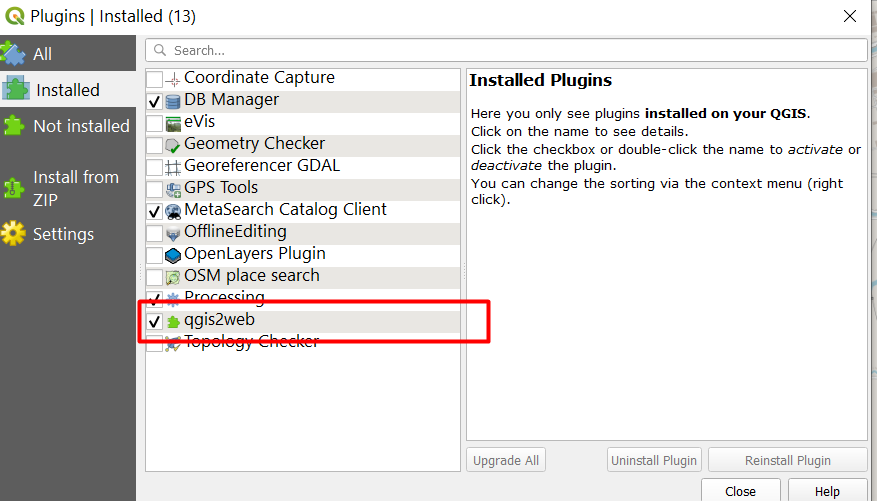 Plugins | Installed (13)
All
Installed
Not installed
Install from
ZIP
Settings
Search...
Coordinate Capture
DB Manager
eVis
Geometry Checker
Georeferencer GDAL
GPS Tools
MetaSearch Catalog Client
OfflineEditing
OpenLayers Plugin
OSM place search
Processing
qgis2web
Topology Checker
Installed Plugins
Here you only see plugins installed on your QGIS.
Click on the name to see details.
Click the checkbox or double-click the name to activate or
deactivate the plugin.
You can change the sorting via the context menu (right
click).
Upgrade All
Uninstall Plugin
Reinstall Plugin
Close
Help